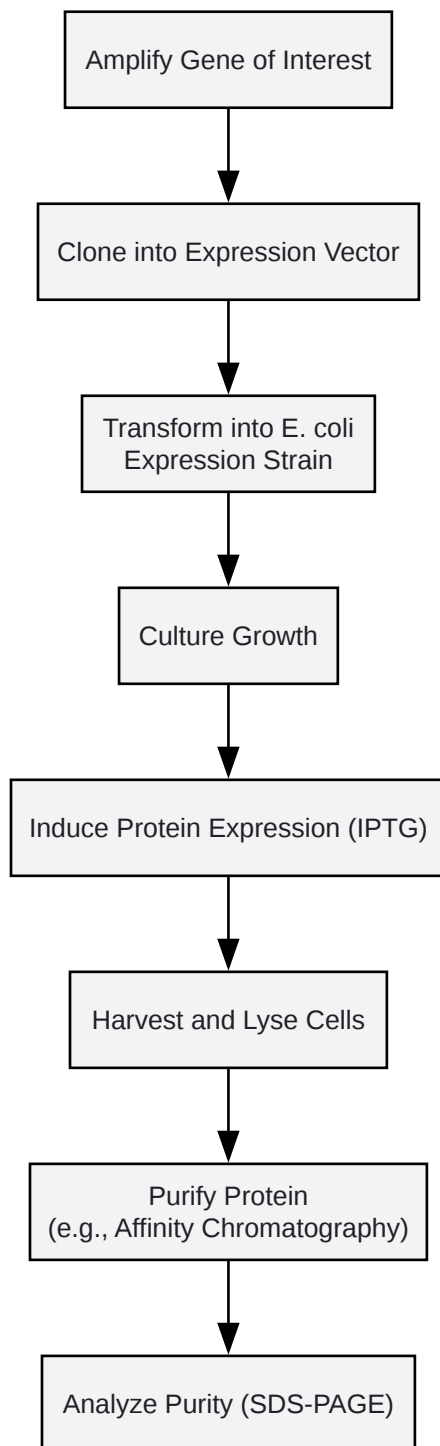 Amplify Gene of Interest
Clone into Expression Vector
Transform into E. coli
Expression Strain
Culture Growth
Induce Protein Expression (IPTG)
Harvest and Lyse Cells
Purify Protein
(e.g., Affinity Chromatography)
Analyze Purity (SDS-PAGE)